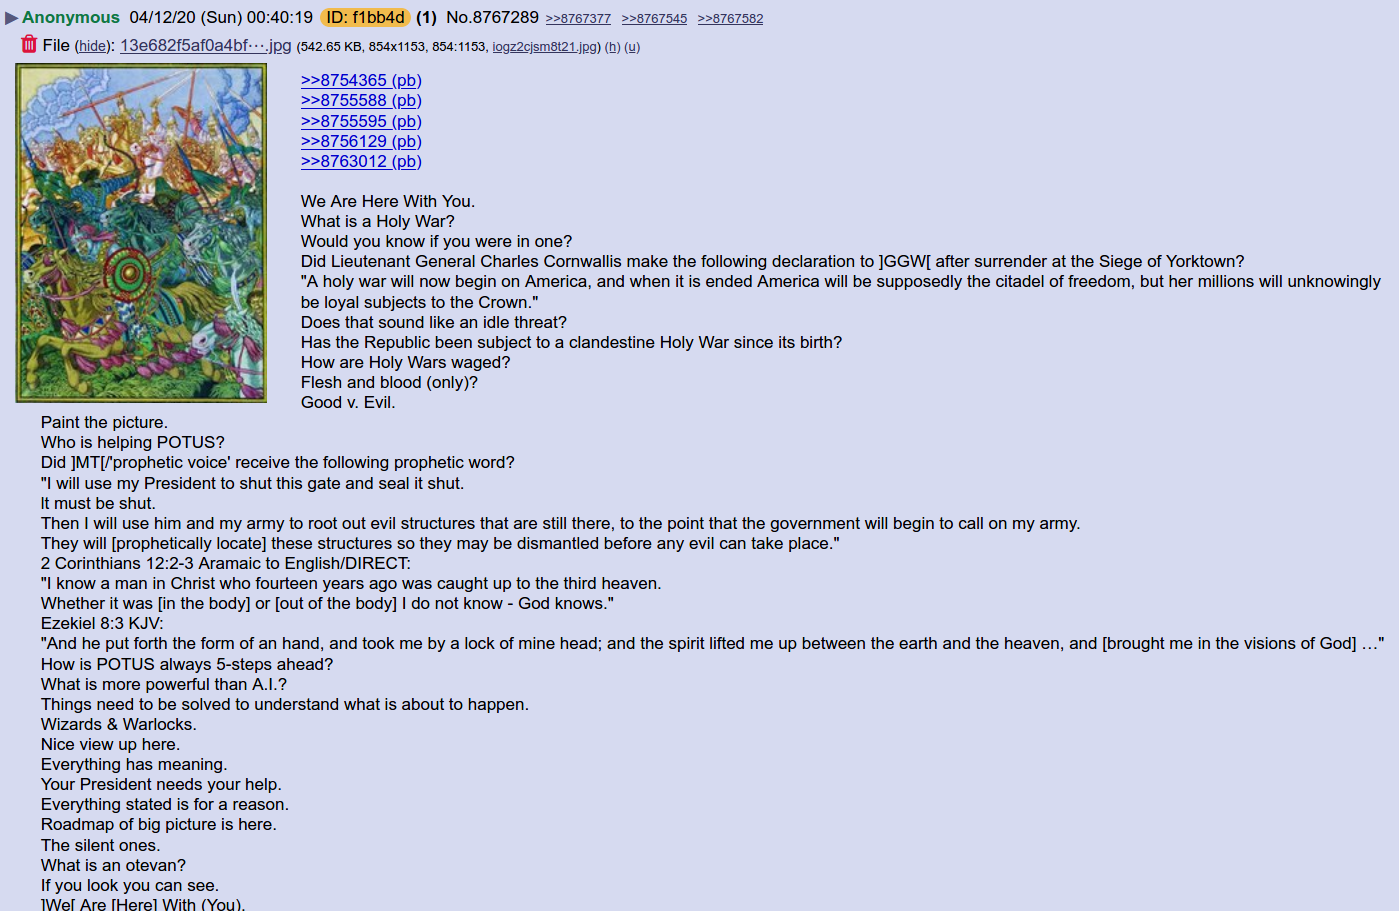 ▶Anonymous 04/12/20 (Sun) 00:40:19 ID: f1bb4d (1) No.8767289 >>8767377 >>8767545 >>8767582
File (hide): 13e682f5af0a4bf⋯.jpg (542.65 KB, 854x1153, 854:1153, iogz2cjsm8t21.jpg) (h) (u)
>>8754365 (pb)
>>8755588 (pb)
>>8755595 (pb)
>>8756129 (pb)
>>8763012 (pb)
We Are Here With You.
What is a Holy War?
Would you know if you were in one?
Did Lieutenant General Charles Cornwallis make the following declaration to ]GGW[ after surrender at the Siege of Yorktown?
"A holy war will now begin on America, and when it is ended America will be supposedly the citadel of freedom, but her millions will unknowingly
be loyal subjects to the Crown."
Does that sound like an idle threat?
Has the Republic been subject to a clandestine Holy War since its birth?
How are Holy Wars waged?
Flesh and blood (only)?
Good v. Evil.
Paint the picture.
Who is helping POTUS?
Did ]MT[/'prophetic voice' receive the following prophetic word?
"I will use my President to shut this gate and seal it shut.
It must be shut.
Then I will use him and my army to root out evil structures that are still there, to the point that the government will begin to call on my army.
They will [prophetically locate] these structures so they may be dismantled before any evil can take place."
2 Corinthians 12:2-3 Aramaic to English/DIRECT:
"I know a man in Christ who fourteen years ago was caught up to the third heaven.
Whether it was [in the body] or [out of the body] I do not know - God knows."
Ezekiel 8:3 KJV:
"And he put forth the form of an hand, and took me by a lock of mine head; and the spirit lifted me up between the earth and the heaven, and [brought me in the visions of God] …"
How is POTUS always 5-steps ahead?
What is more powerful than A.I.?
Things need to be solved to understand what is about to happen.
Wizards & Warlocks.
Nice view up here.
Everything has meaning.
Your President needs your help.
Everything stated is for a reason.
Roadmap of big picture is here.
The silent ones.
What is an otevan?
If you look you can see.
]We[ Are [Here] With (You).